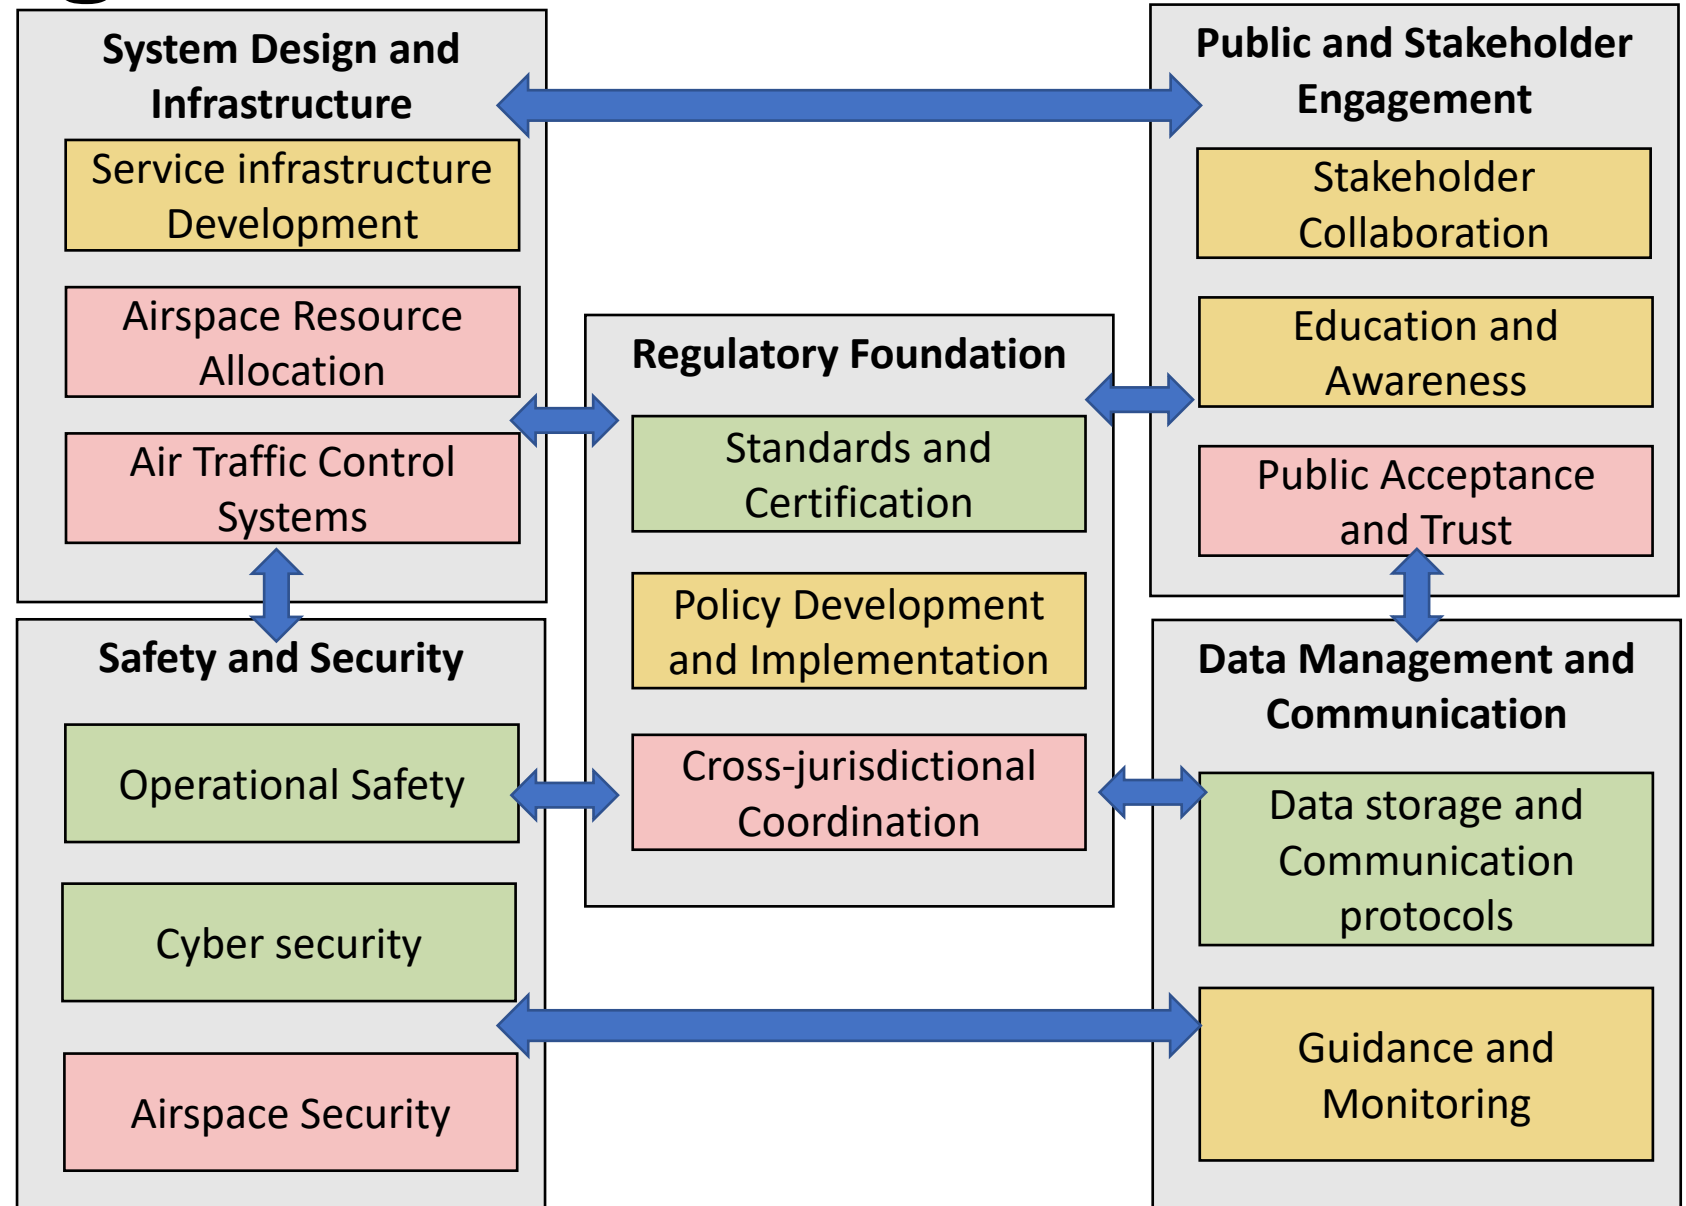 System Design and
Infrastructure
Service infrastructure
Development
Airspace Resource
Allocation
Air Traffic Control
Systems
Public and Stakeholder
Engagement
Stakeholder
Collaboration
Education and
Awareness
Public Acceptance
and Trust
Regulatory Foundation
Standards and
Certification
Policy Development
and Implementation
Cross-jurisdictional
Coordination
Safety and Security
Operational Safety
Cyber security
Airspace Security
Data Management and
Communication
Data storage and
Communication
protocols
Guidance and
Monitoring